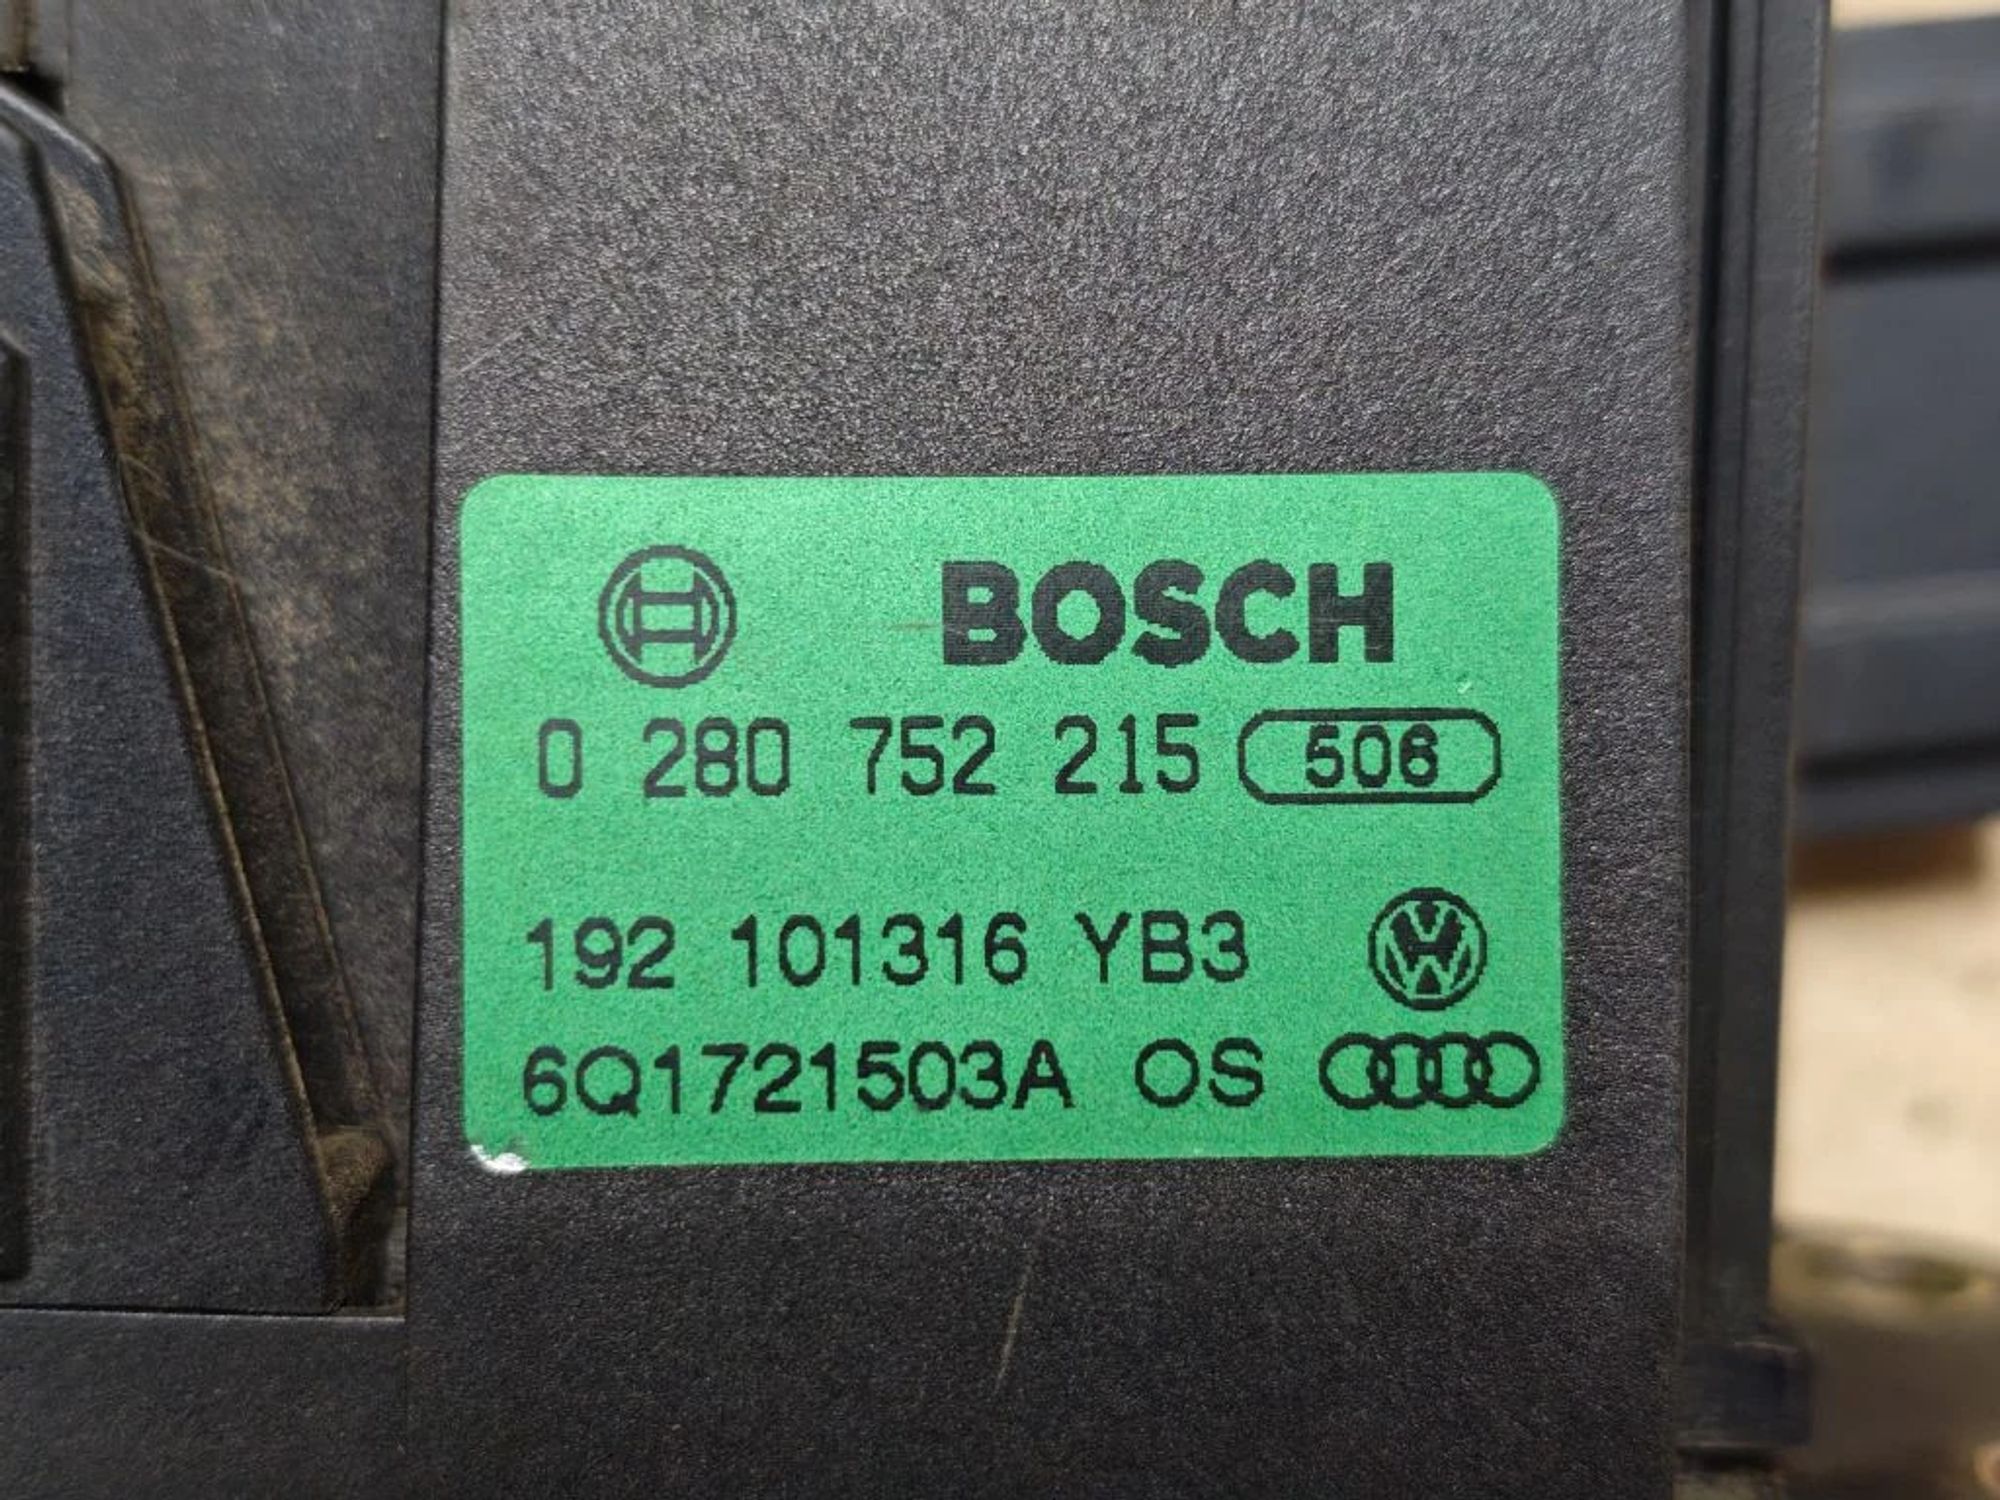 BOSCH
0 280 752 215 506
192 101316 YB3
6Q1721503A OS